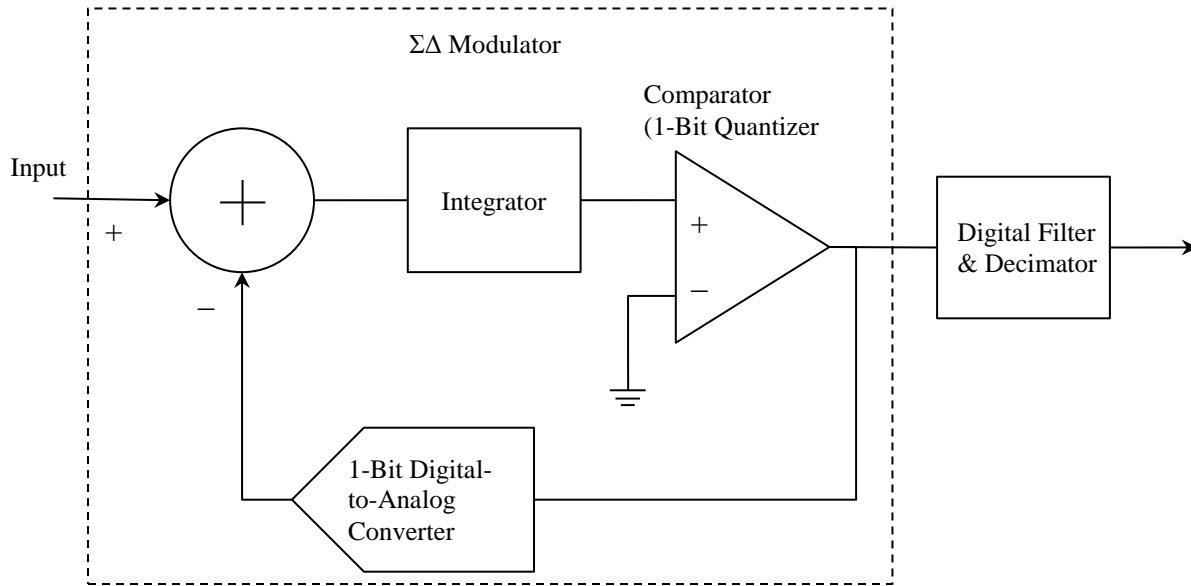 ΣΔ Modulator
Comparator
(1-Bit Quantizer
Input
+
+
Integrator
+
−
Digital Filter
& Decimator
−
1-Bit Digital-
to-Analog
Converter